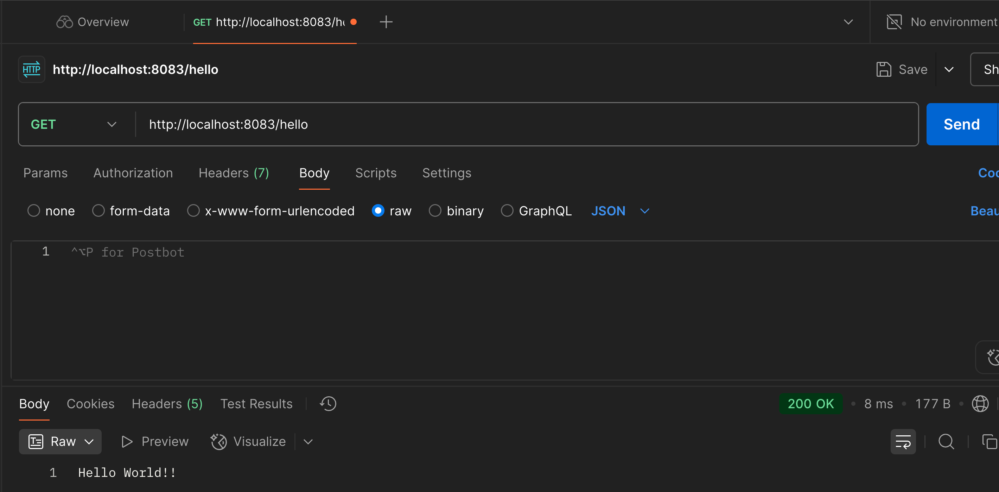 Overview GET http://localhost:8083/he No environment
HTTP http://localhost:8083/hello Save Sh
GET http://localhost:8083/hello Send
Params Authorization Headers (7) Body Scripts Settings Coo
none form-data x-www-form-urlencoded raw binary GraphQL JSON Beau
1 ^⌥P for Postbot
Body Cookies Headers (5) Test Results 200 OK • 8 ms • 177 B •
Raw Preview Visualize
1 Hello World!!